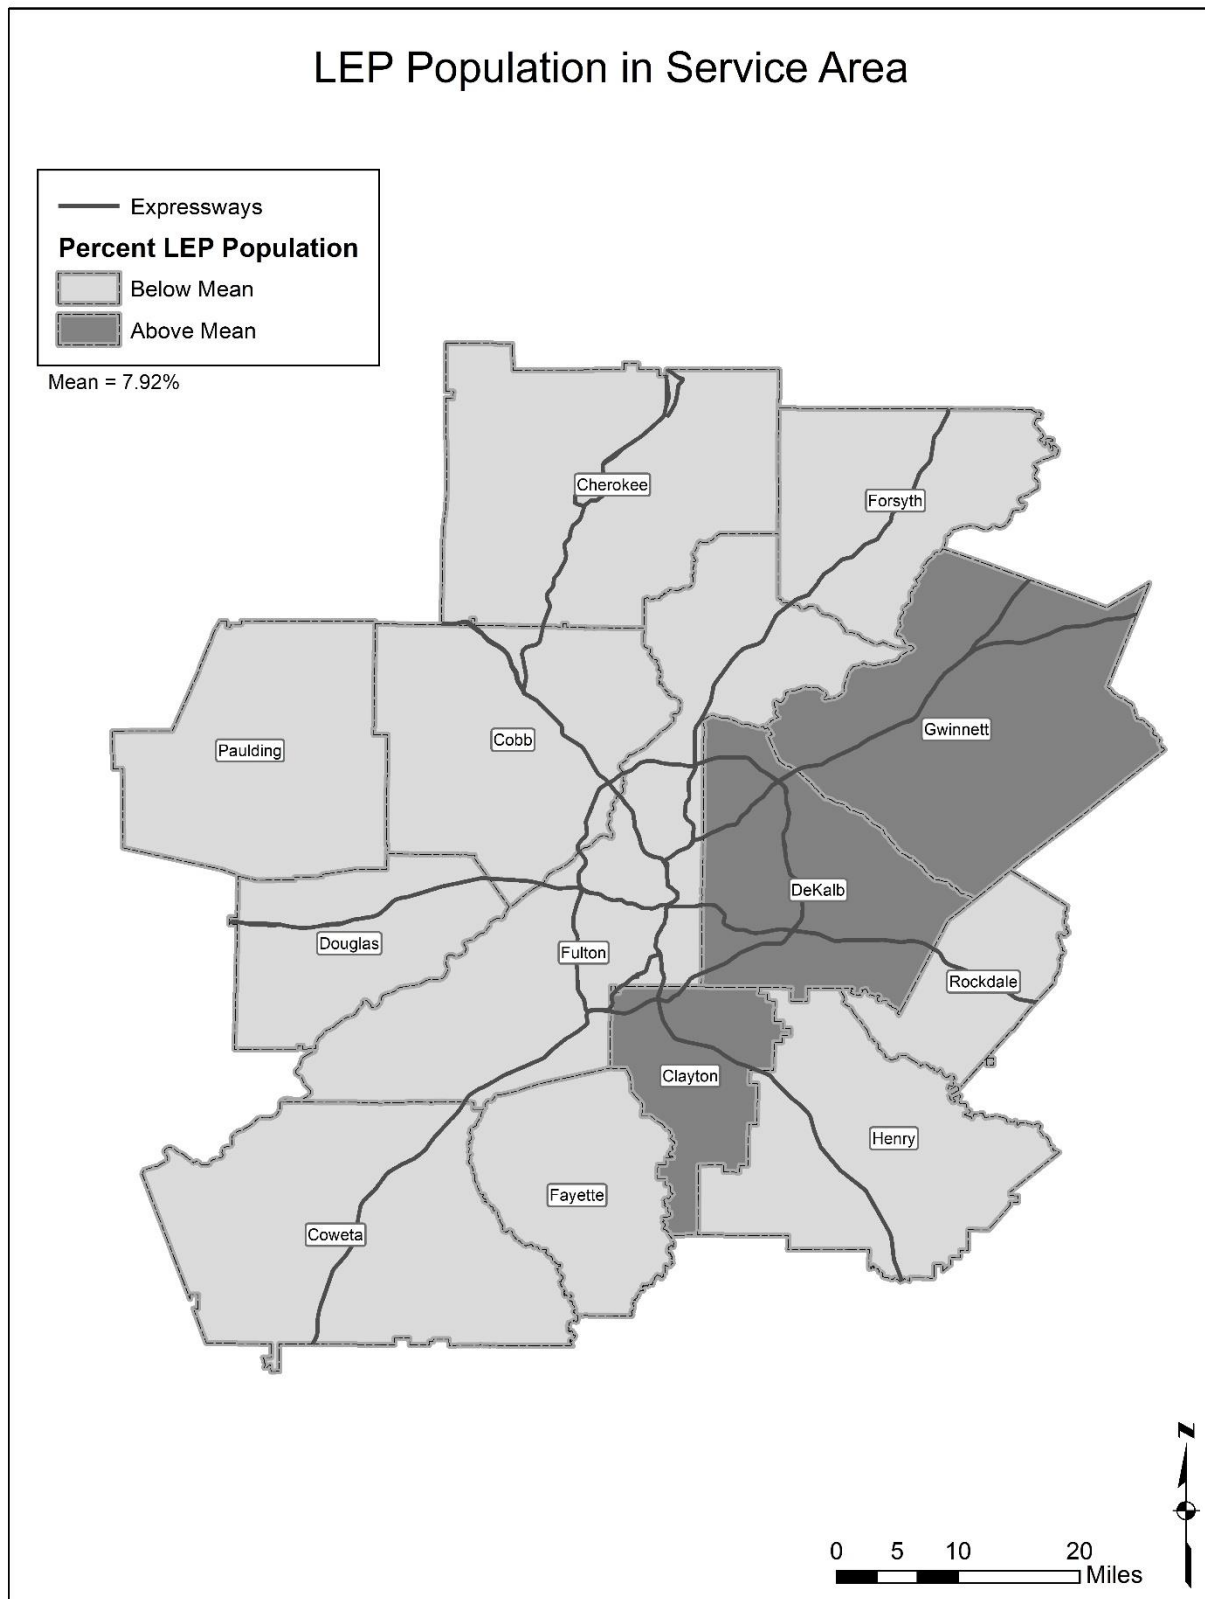 LEP Population in Service Area
Expressways
Percent LEP Population
Below Mean
Above Mean
Mean = 7.92%
Cherokee
Forsyth
Gwinnett
Cobb
Paulding
DeKalb
Douglas
Fulton
Rockdale
Clayton
Henry
Fayette
Coweta
N
0 5 10 20
Miles